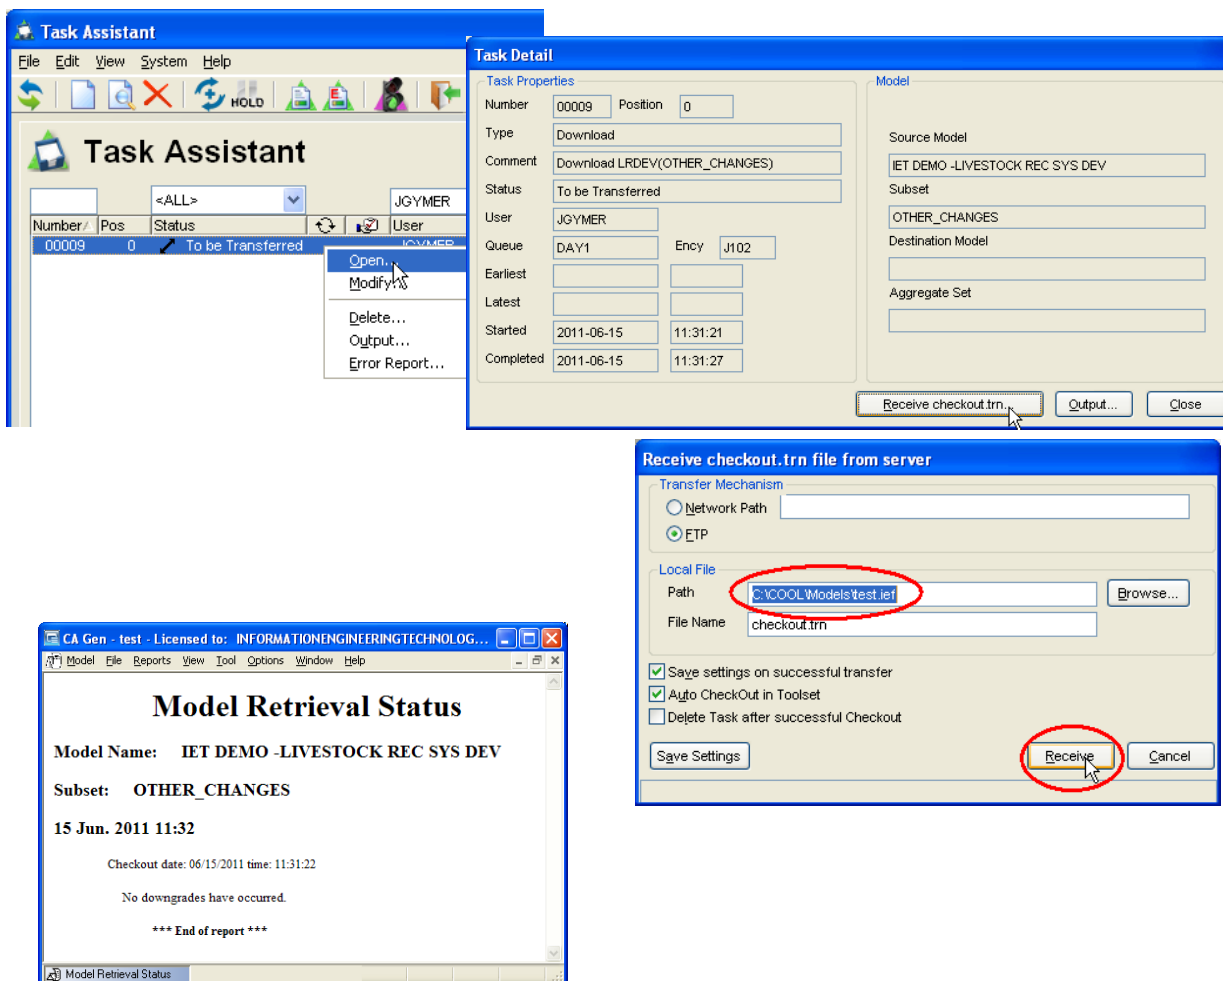 Task Assistant
File Edit View System Help
HOLD
Task Assistant
<ALL> JGYMER
Number Pos Status User
00009 0 To be Transferred JGYMER
Open...
Modify...
Delete...
Output...
Error Report...
Task Detail
Task Properties
Number 00009 Position 0
Type Download
Comment Download LRDEV(OTHER_CHANGES)
Status To be Transferred
User JGYMER
Queue DAY1 Ency J102
Earliest
Latest
Started 2011-06-15 11:31:21
Completed 2011-06-15 11:31:27
Model
Source Model
IET DEMO -LIVESTOCK REC SYS DEV
Subset
OTHER_CHANGES
Destination Model
Aggregate Set
Receive checkout.trn... Output... Close
Receive checkout.trn file from server
Transfer Mechanism
Network Path
FTP
Local File
Path C:\COOL\Models\test.ief Browse...
File Name checkout.trn
Save settings on successful transfer
Auto CheckOut in Toolset
Delete Task after successful Checkout
Save Settings Receive Cancel
CA Gen - test - Licensed to: INFORMATIONENGINEERINGTECHNOLOG...
Model File Reports View Tool Options Window Help
Model Retrieval Status
Model Name: IET DEMO -LIVESTOCK REC SYS DEV
Subset: OTHER_CHANGES
15 Jun. 2011 11:32
Checkout date: 06/15/2011 time: 11:31:22
No downgrades have occurred.
*** End of report ***
Model Retrieval Status